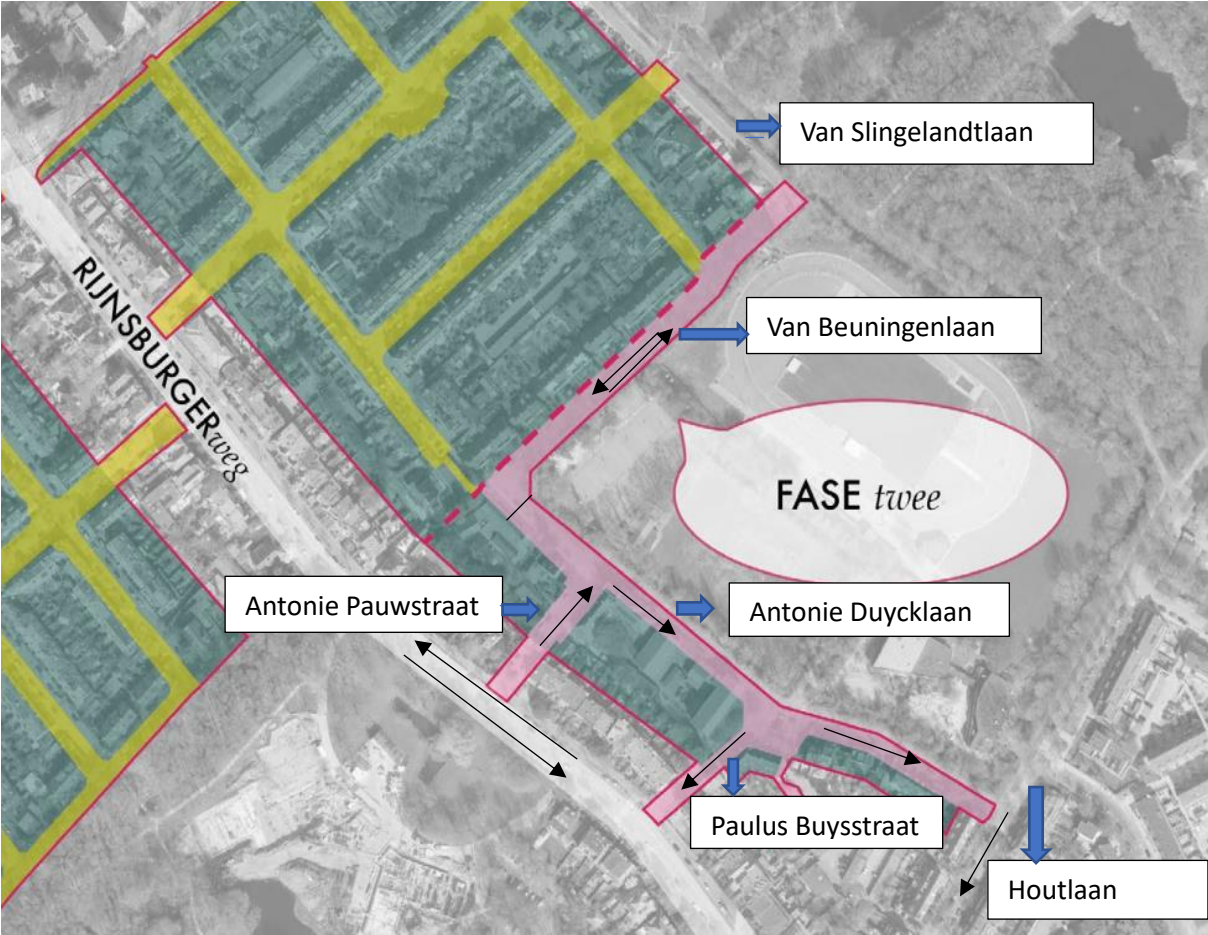 Van Slingelandtlaan
Van Beuningenlaan
RIJNSBURGERweg
FASE twee
Antonie Pauwstraat
Antonie Duycklaan
Paulus Buysstraat
Houtlaan